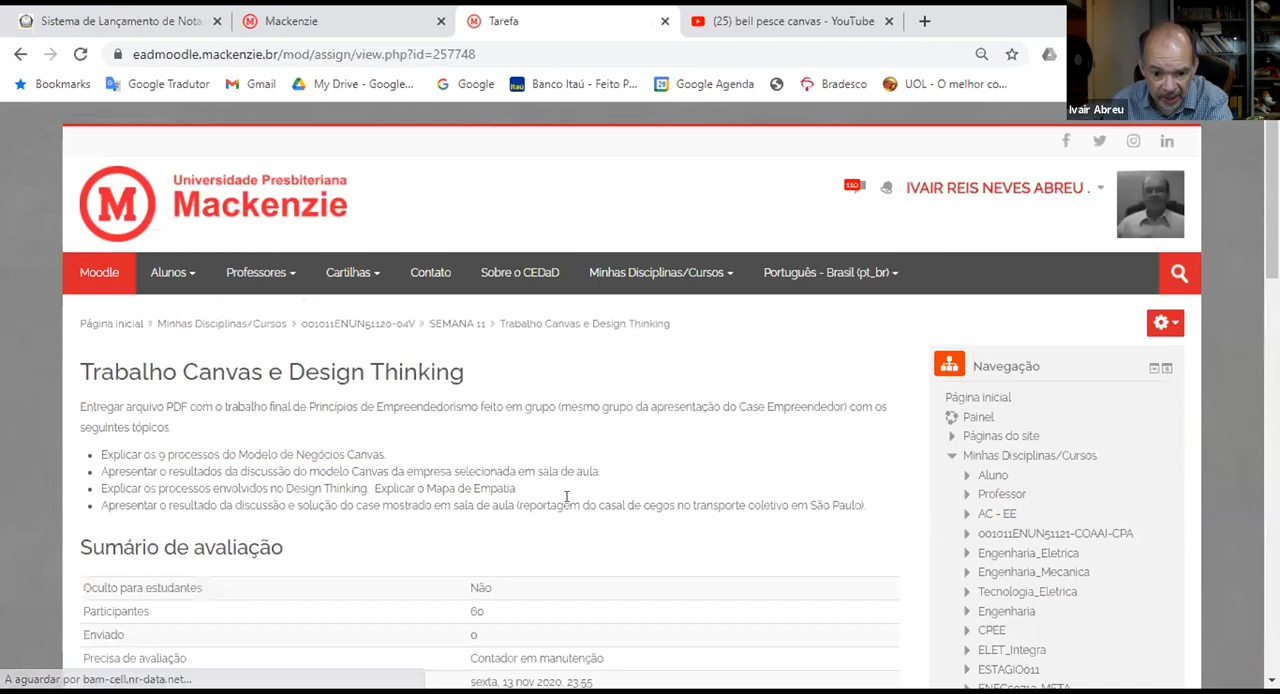 Sistema de Lançamento de Nota
Mackenzie
Tarefa
(25) bell pesce canvas - YouTube
eadmoodle.mackenzie.br/mod/assign/view.php?id=257748
Bookmarks
Google Tradutor
Gmail
My Drive - Google...
Google
Banco Itaú - Feito P...
Google Agenda
Bradesco
UOL - O melhor co...
Ivair Abreu
Universidade Presbiteriana
Mackenzie
110
IVAIR REIS NEVES ABREU .
Moodle
Alunos
Professores
Cartilhas
Contato
Sobre o CEDaD
Minhas Disciplinas/Cursos
Português - Brasil (pt_br)
Página inicial > Minhas Disciplinas/Cursos > 001011ENUN51120-04V > SEMANA 11 > Trabalho Canvas e Design Thinking
Trabalho Canvas e Design Thinking
Entregar arquivo PDF com o trabalho final de Princípios de Empreendedorismo feito em grupo (mesmo grupo da apresentação do Case Empreendedor) com os
seguintes tópicos.
Explicar os 9 processos do Modelo de Negócios Canvas.
Apresentar o resultados da discussão do modelo Canvas da empresa selecionada em sala de aula.
Explicar os processos envolvidos no Design Thinking. Explicar o Mapa de Empatia.
Apresentar o resultado da discussão e solução do case mostrado em sala de aula (reportagem do casal de cegos no transporte coletivo em São Paulo).
Sumário de avaliação
Oculto para estudantes Não
Participantes 60
Enviado 0
Precisa de avaliação Contador em manutenção
sexta, 13 nov 2020, 23:55
Navegação
Página inicial
Painel
Páginas do site
Minhas Disciplinas/Cursos
Aluno
Professor
AC - EE
001011ENUN51121-COAAI-CPA
Engenharia_Eletrica
Engenharia_Mecanica
Tecnologia_Eletrica
Engenharia
CPEE
ELET_Integra
ESTAGIO011
ENEC50713_META
A aguardar por bam-cell.nr-data.net...